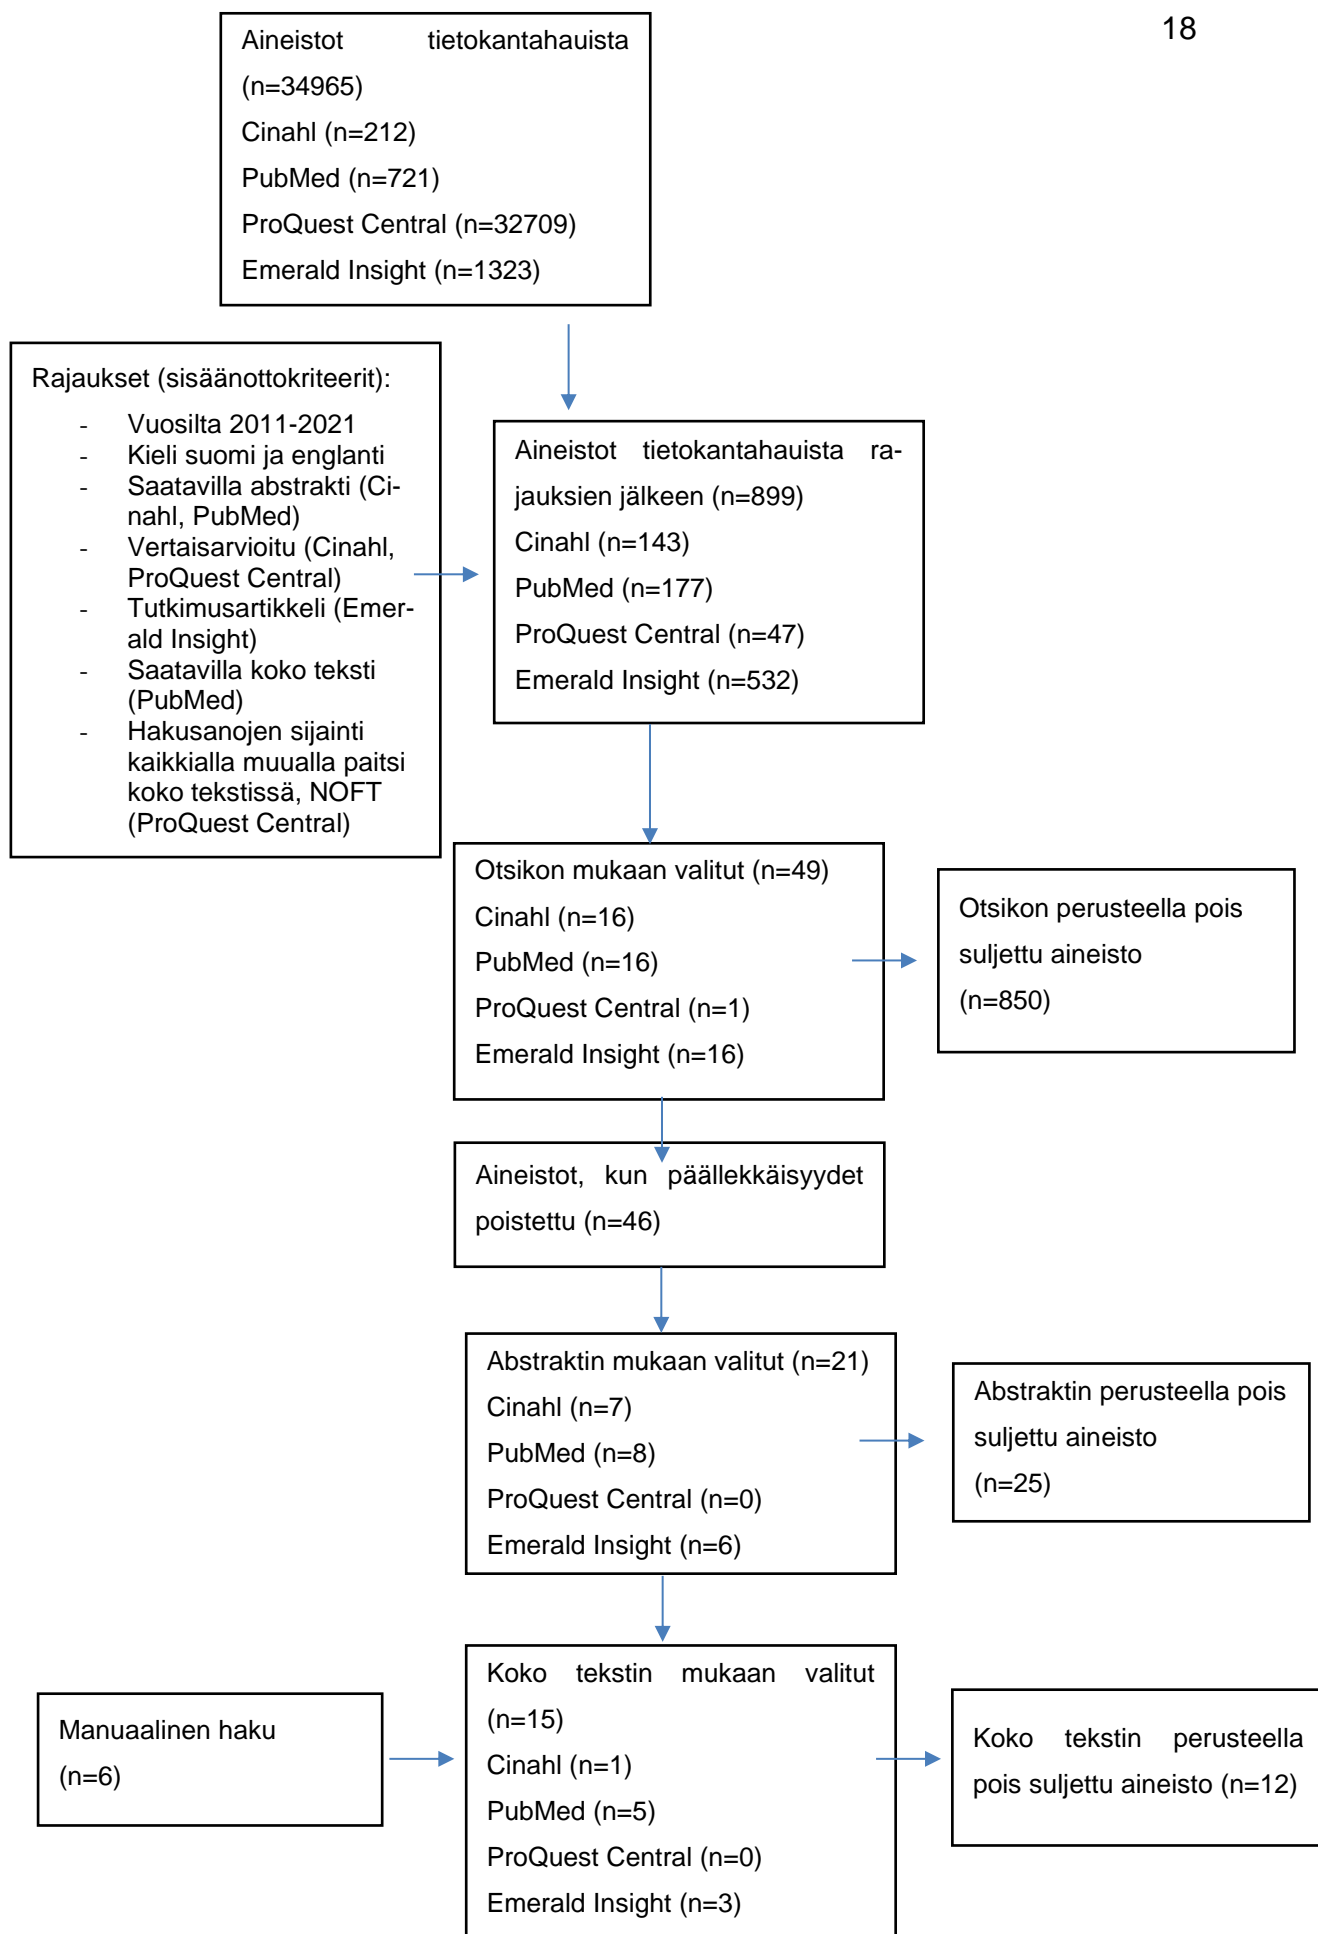 18
Aineistot tietokantahauista
(n=34965)
Cinahl (n=212)
PubMed (n=721)
ProQuest Central (n=32709)
Emerald Insight (n=1323)
Rajaukset (sisäänottokriteerit):
- Vuosilta 2011-2021
- Kieli suomi ja englanti
- Saatavilla abstrakti (Ci-
nahl, PubMed)
- Vertaisarvioitu (Cinahl,
ProQuest Central)
- Tutkimusartikkeli (Emer-
ald Insight)
- Saatavilla koko teksti
(PubMed)
- Hakusanojen sijainti
kaikkialla muualla paitsi
koko tekstissä, NOFT
(ProQuest Central)
Aineistot tietokantahauista ra-
jauksien jälkeen (n=899)
Cinahl (n=143)
PubMed (n=177)
ProQuest Central (n=47)
Emerald Insight (n=532)
Otsikon mukaan valitut (n=49)
Cinahl (n=16)
PubMed (n=16)
ProQuest Central (n=1)
Emerald Insight (n=16)
Otsikon perusteella pois
suljettu aineisto
(n=850)
Aineistot, kun päällekkäisyydet
poistettu (n=46)
Abstraktin mukaan valitut (n=21)
Cinahl (n=7)
PubMed (n=8)
ProQuest Central (n=0)
Emerald Insight (n=6)
Abstraktin perusteella pois
suljettu aineisto
(n=25)
Manuaalinen haku
(n=6)
Koko tekstin mukaan valitut
(n=15)
Cinahl (n=1)
PubMed (n=5)
ProQuest Central (n=0)
Emerald Insight (n=3)
Koko tekstin perusteella
pois suljettu aineisto (n=12)